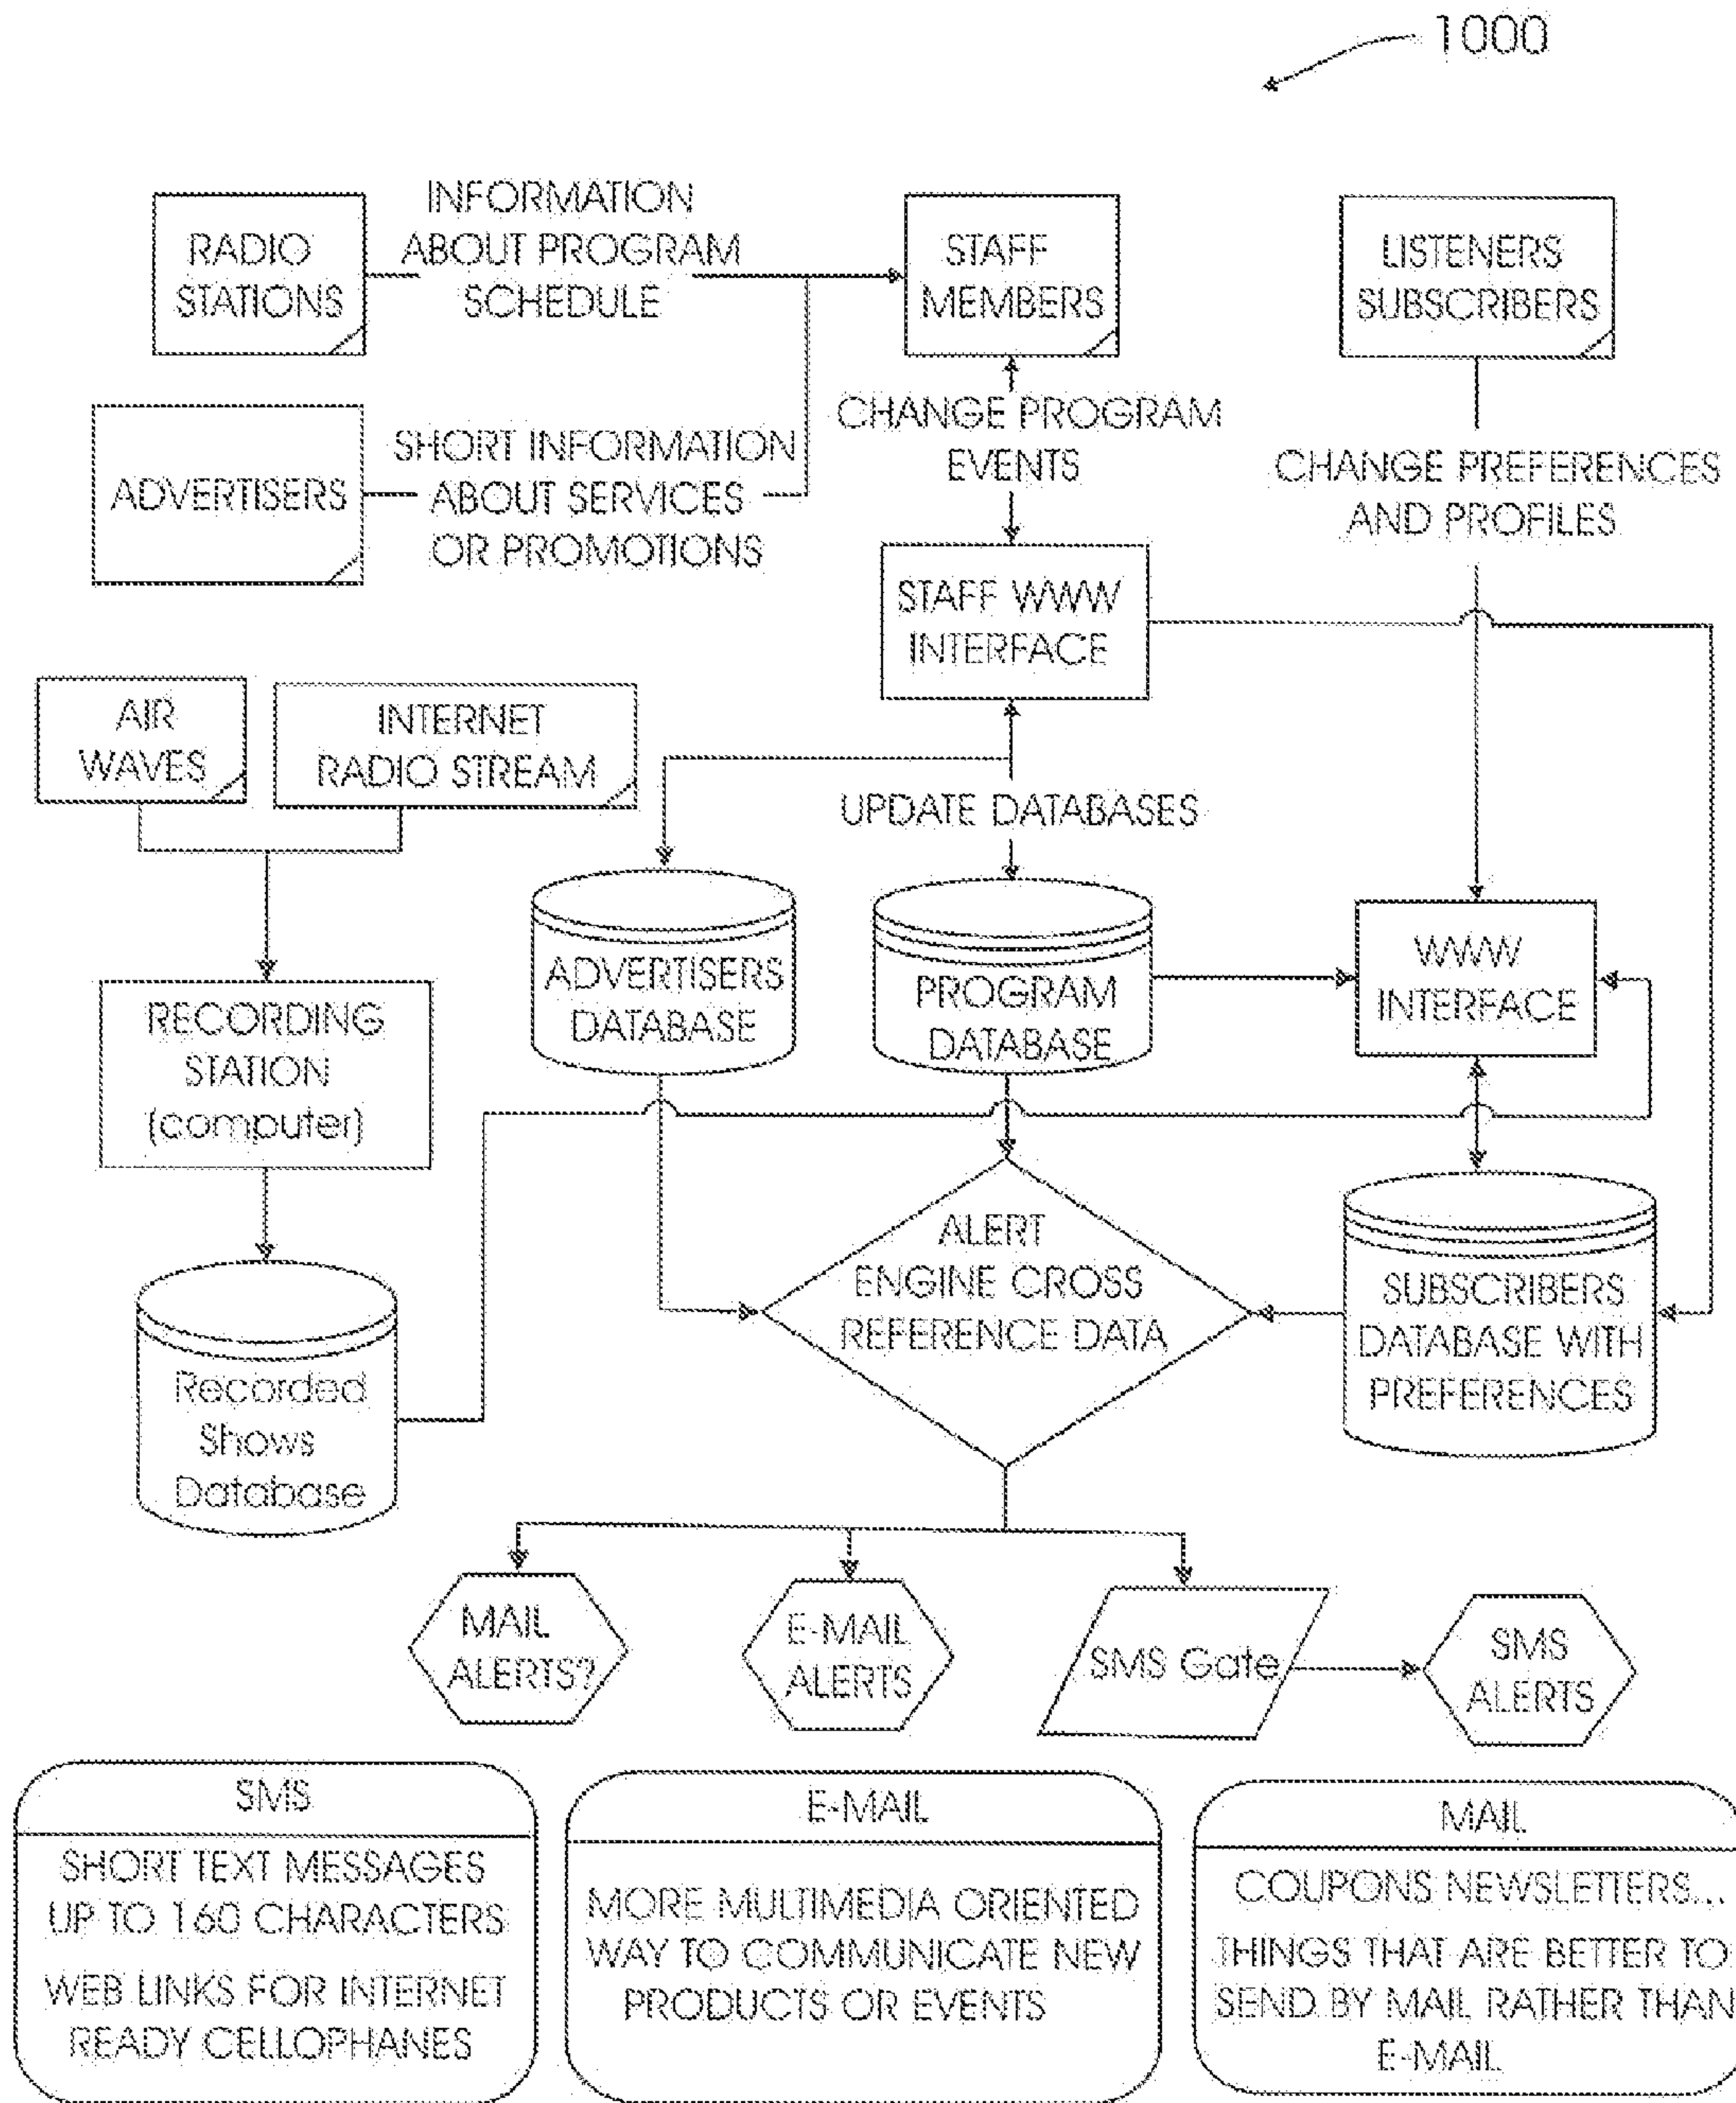 1000
RADIO
STATIONS
INFORMATION
ABOUT PROGRAM
SCHEDULE
STAFF
MEMBERS
LISTENERS
SUBSCRIBERS
ADVERTISERS
SHORT INFORMATION
ABOUT SERVICES
OR PROMOTIONS
CHANGE PROGRAM
EVENTS
CHANGE PREFERENCES
AND PROFILES
STAFF WWW
INTERFACE
AIR
WAVES
INTERNET
RADIO STREAM
UPDATE DATABASES
RECORDING
STATION
(computer)
ADVERTISERS
DATABASE
PROGRAM
DATABASE
WWW
INTERFACE
Recorded
Shows
Database
ALERT
ENGINE CROSS
REFERENCE DATA
SUBSCRIBERS
DATABASE WITH
PREFERENCES
MAIL
ALERTS?
E-MAIL
ALERTS
SMS Gate
SMS
ALERTS
SMS
SHORT TEXT MESSAGES
UP TO 160 CHARACTERS
WEB LINKS FOR INTERNET
READY CELLOPHANES
E-MAIL
MORE MULTIMEDIA ORIENTED
WAY TO COMMUNICATE NEW
PRODUCTS OR EVENTS
MAIL
COUPONS NEWSLETTERS...
THINGS THAT ARE BETTER TO
SEND BY MAIL RATHER THAN
E-MAIL